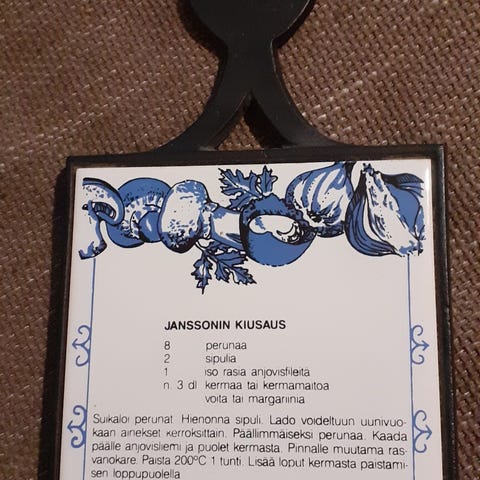 JANSSONIN KIUSAUS
8 perunaa
2 sipulia
1 iso rasia anjovisfileitä
n. 3 dl kermaa tai kermamaitoa
voita tai margariinia
Suikaloi perunat Hienonna sipuli. Lado voideltuun uunivuo-
kaan ainekset kerroksittain. Päällimmäiseksi perunaa. Kaada
päälle anjovisliemi ja puolet kermasta. Pinnalle muutama ras-
vanokare. Paista 200°C 1 tunti. Lisää loput kermasta paistami-
sen loppupuolella